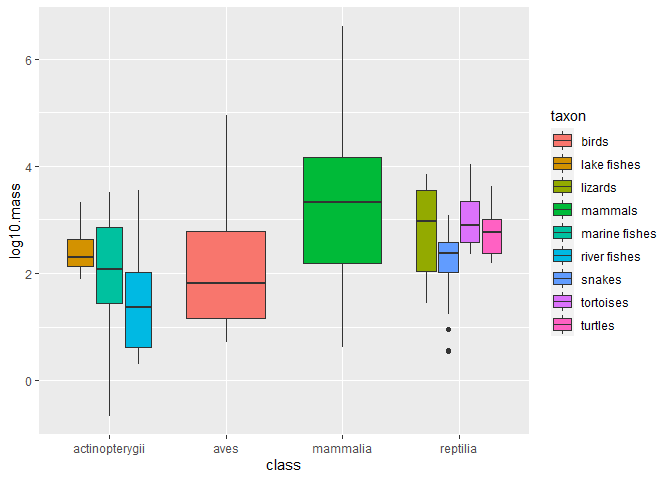 log10.mass
6
4
2
0
actinopterygii
aves
mammalia
reptilia
class
taxon
birds
lake fishes
lizards
mammals
marine fishes
river fishes
snakes
tortoises
turtles